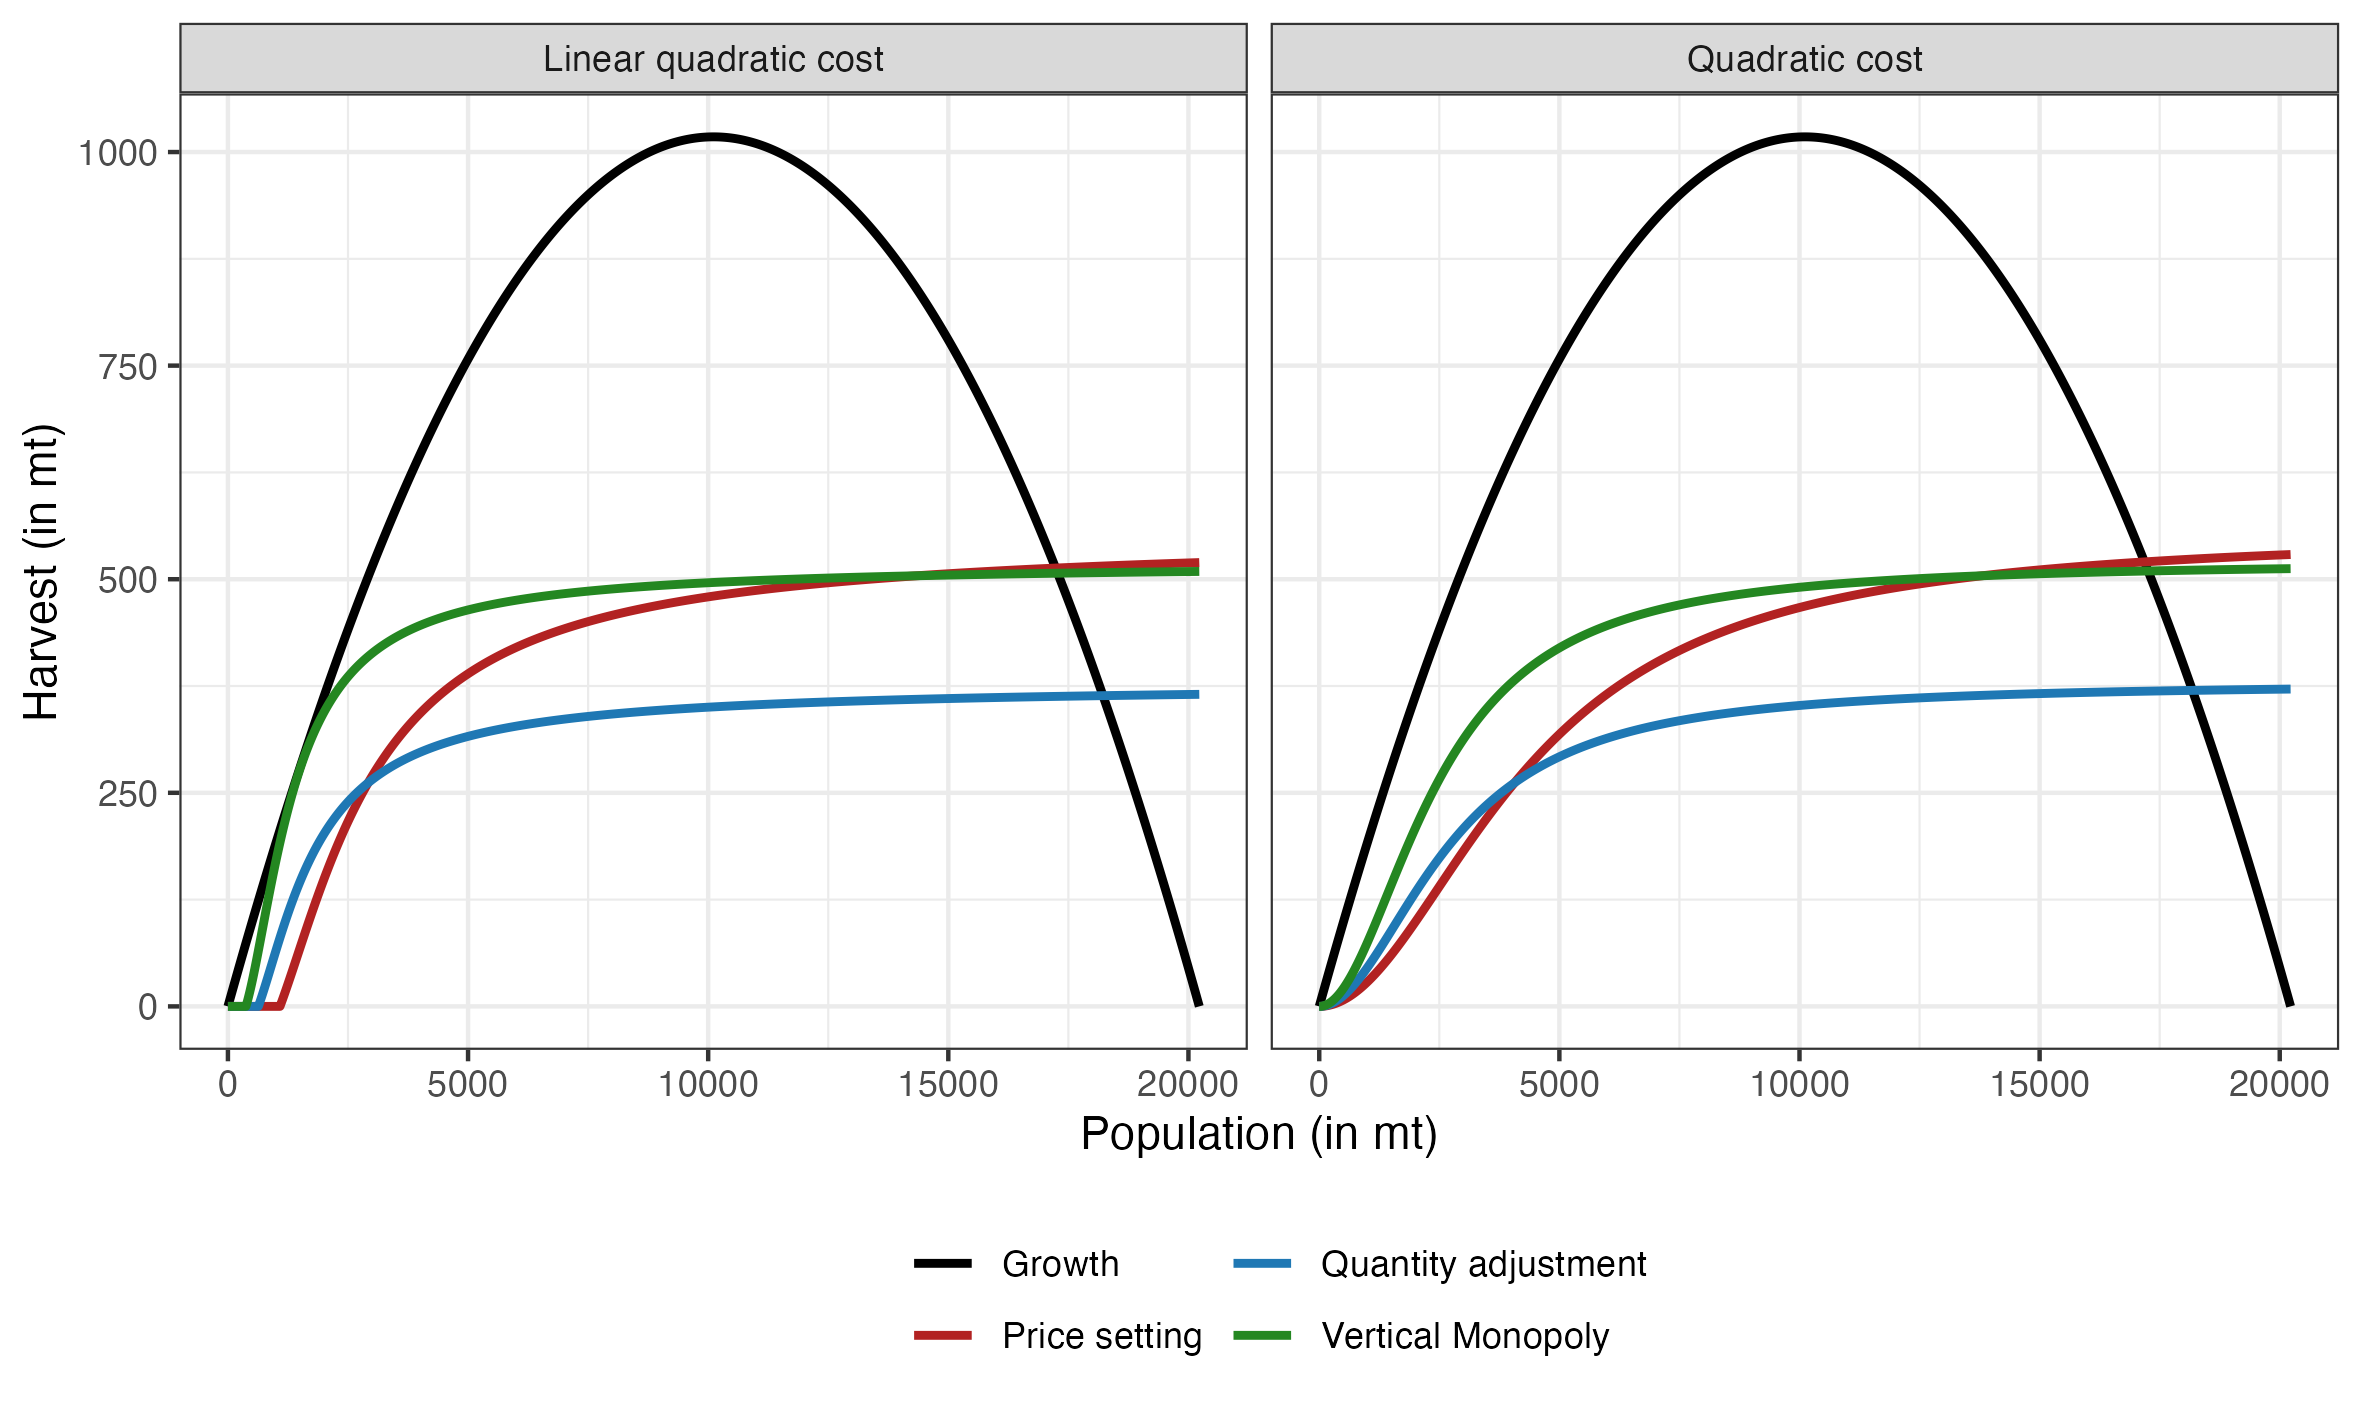 Linear quadratic cost
Quadratic cost
1000
750
500
250
0
Harvest (in mt)
0 5000 10000 15000 20000
0 5000 10000 15000 20000
Population (in mt)
Growth
Quantity adjustment
Price setting
Vertical Monopoly